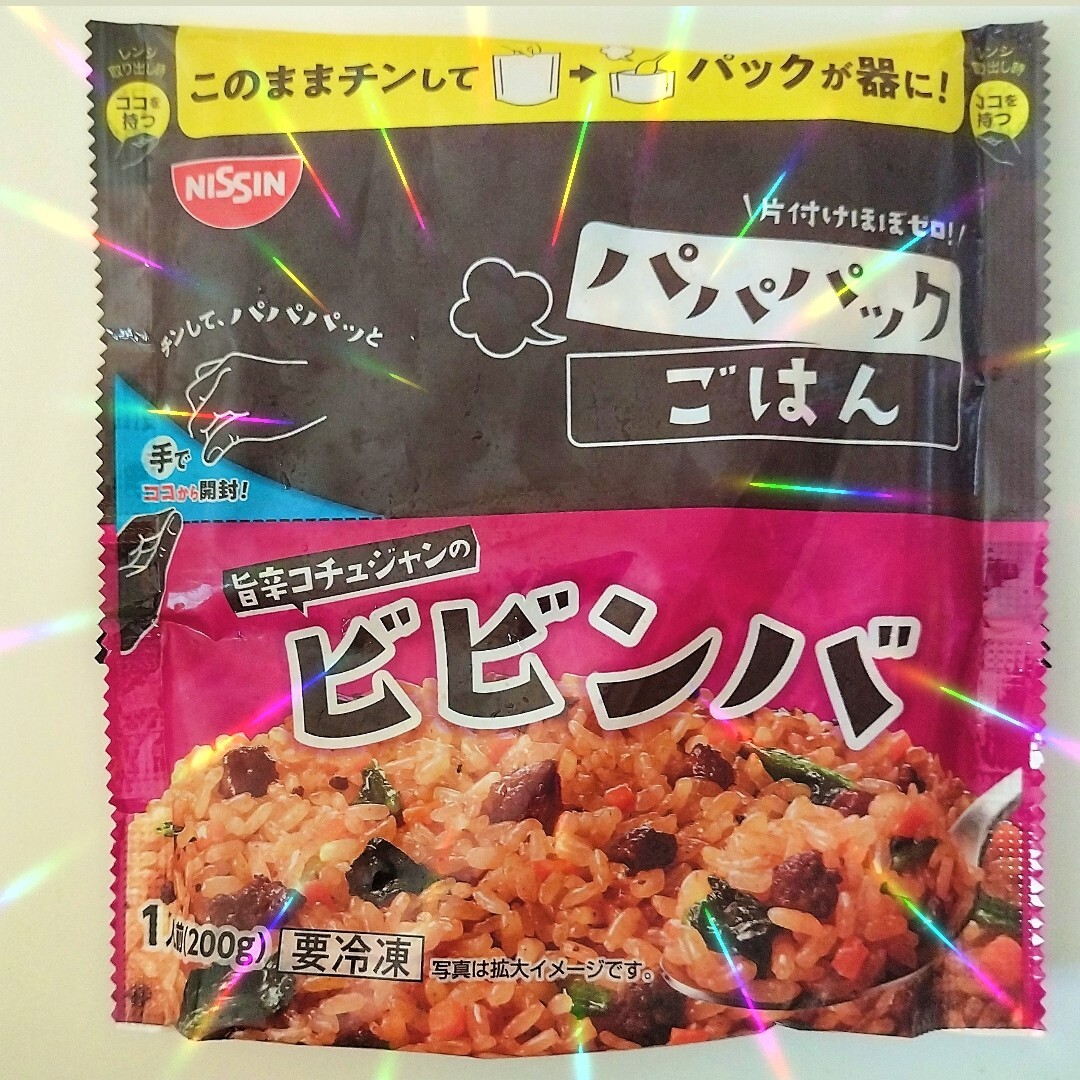 このままチンして→パックが器に!
レンジ
取り出し時
ココを
持つ
レンジ
取り出し時
ココを
持つ
NISSIN
\片付けほぼゼロ!/
パパパック
ごはん
チンして、パパパッと
手で
ココから開封!
旨辛コチュジャンの
ビビンバ
1人前(200g)
要冷凍
写真は拡大イメージです。